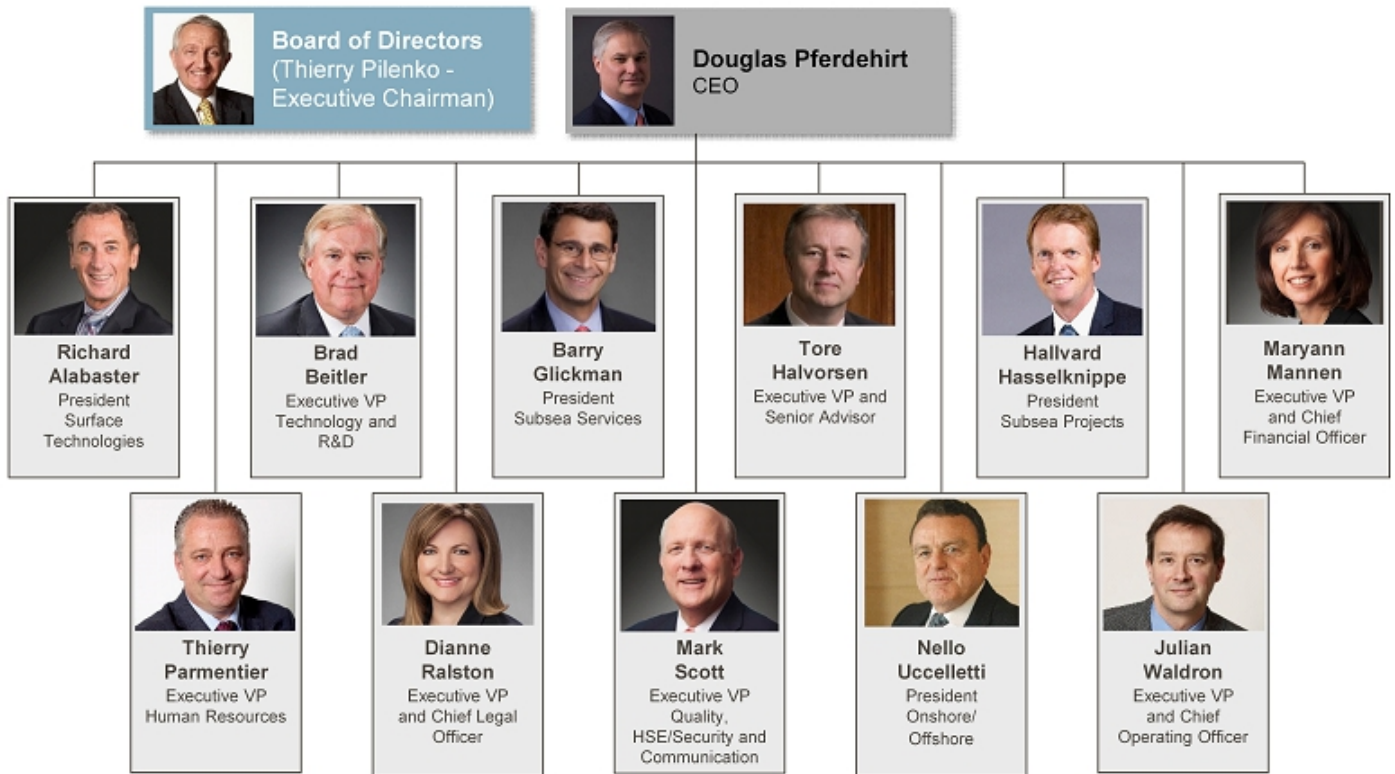 Board of Directors
(Thierry Pilenko -
Executive Chairman)
Douglas Pferdehirt
CEO
Richard
Alabaster
President
Surface
Technologies
Brad
Beitler
Executive VP
Technology and
R&D
Barry
Glickman
President
Subsea Services
Tore
Halvorsen
Executive VP and
Senior Advisor
Hallvard
Hasselknippe
President
Subsea Projects
Maryann
Mannen
Executive VP
and Chief
Financial Officer
Thierry
Parmentier
Executive VP
Human Resources
Dianne
Ralston
Executive VP
and Chief Legal
Officer
Mark
Scott
Executive VP
Quality,
HSE/Security and
Communication
Nello
Uccelletti
President
Onshore/
Offshore
Julian
Waldron
Executive VP
and Chief
Operating Officer